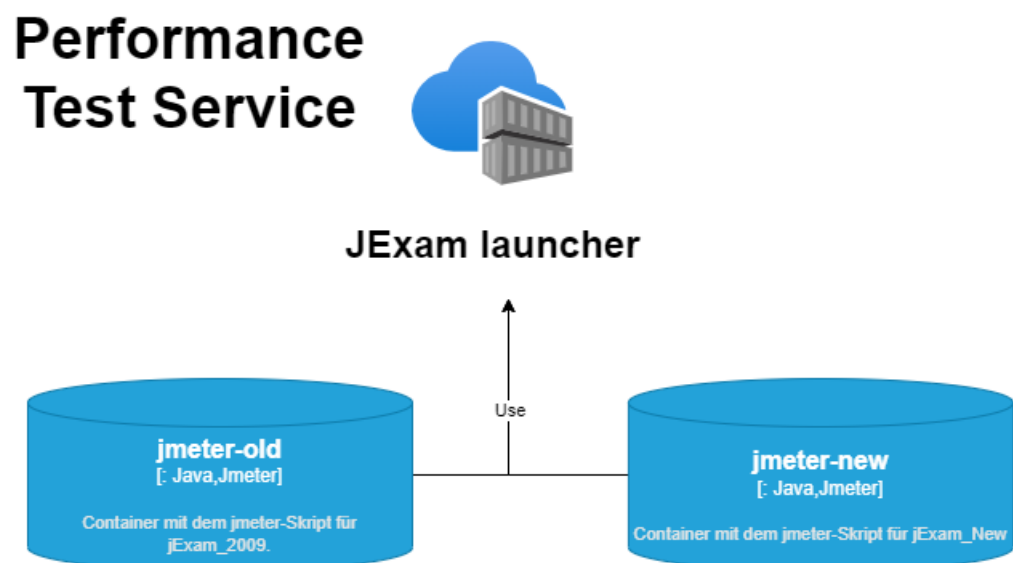 Performance
Test Service
JExam launcher
Use
jmeter-old
[: Java,Jmeter]
Container mit dem jmeter-Skript für
jExam_2009.
jmeter-new
[: Java,Jmeter]
Container mit dem jmeter-Skript für jExam_New